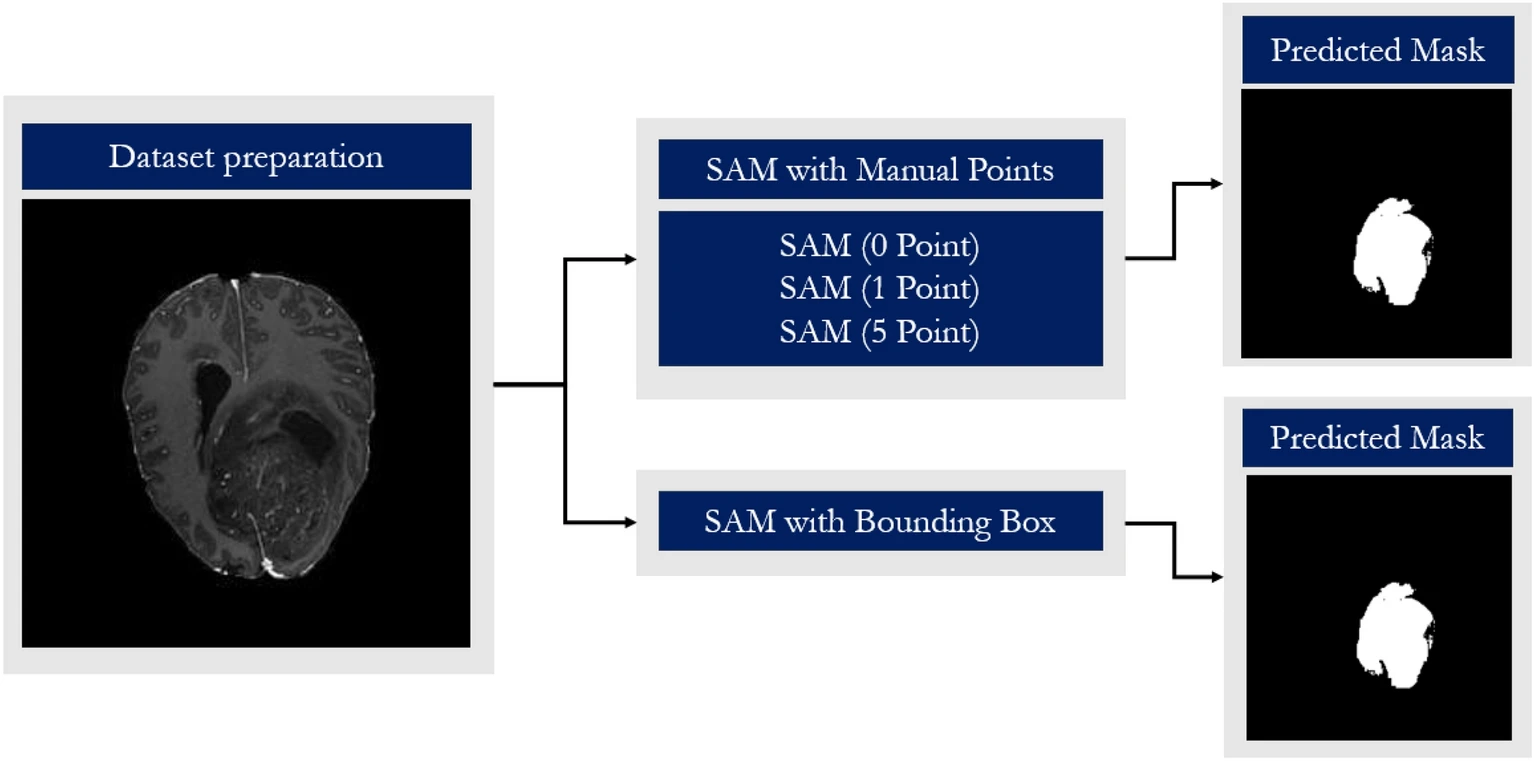 Dataset preparation
SAM with Manual Points
SAM (0 Point)
SAM (1 Point)
SAM (5 Point)
SAM with Bounding Box
Predicted Mask
Predicted Mask